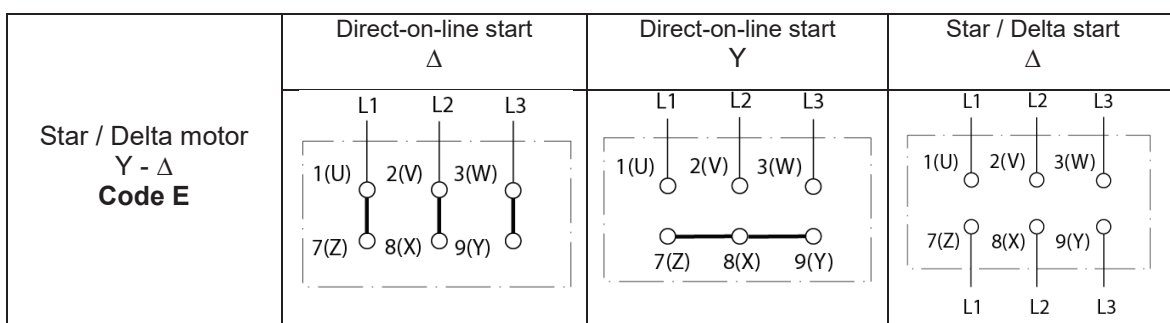 Star / Delta motor
Y - Δ
Code E
Direct-on-line start
Δ
L1 L2 L3
1(U) 2(V) 3(W)
7(Z) 8(X) 9(Y)
Direct-on-line start
Y
L1 L2 L3
1(U) 2(V) 3(W)
7(Z) 8(X) 9(Y)
Star / Delta start
Δ
L1 L2 L3
1(U) 2(V) 3(W)
7(Z) 8(X) 9(Y)
L1 L2 L3